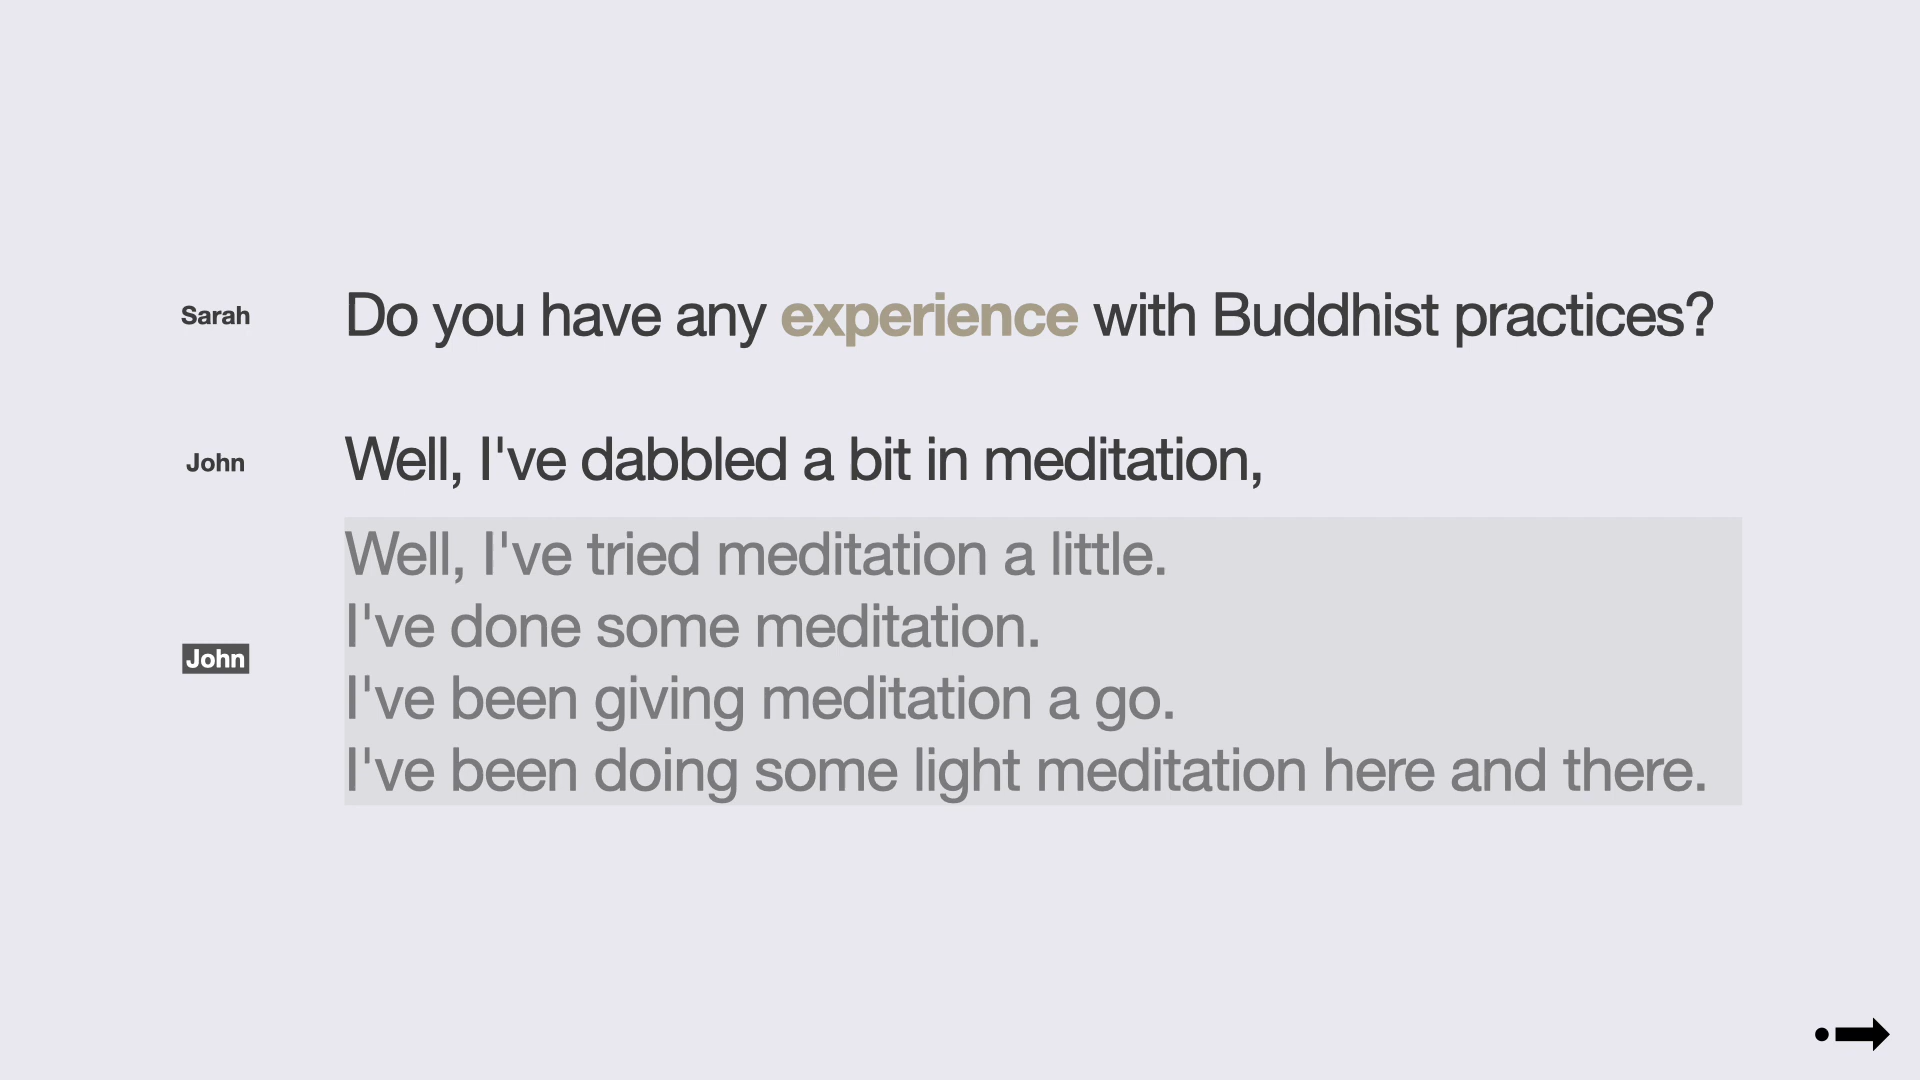 Sarah
Do you have any experience with Buddhist practices?
John
Well, I've dabbled a bit in meditation,
John
Well, I've tried meditation a little.
I've done some meditation.
I've been giving meditation a go.
I've been doing some light meditation here and there.